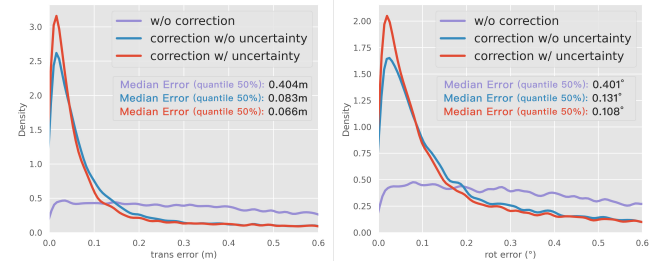 w/o correction
correction w/o uncertainty
correction w/ uncertainty
Median Error (quantile 50%): 0.404m
Median Error (quantile 50%): 0.083m
Median Error (quantile 50%): 0.066m
3.0
2.5
2.0
1.5
1.0
0.5
0.0
Density
0.0 0.1 0.2 0.3 0.4 0.5 0.6
trans error (m)
w/o correction
correction w/o uncertainty
correction w/ uncertainty
Median Error (quantile 50%): 0.401°
Median Error (quantile 50%): 0.131°
Median Error (quantile 50%): 0.108°
2.00
1.75
1.50
1.25
1.00
0.75
0.50
0.25
0.00
Density
0.0 0.1 0.2 0.3 0.4 0.5 0.6
rot error (°)